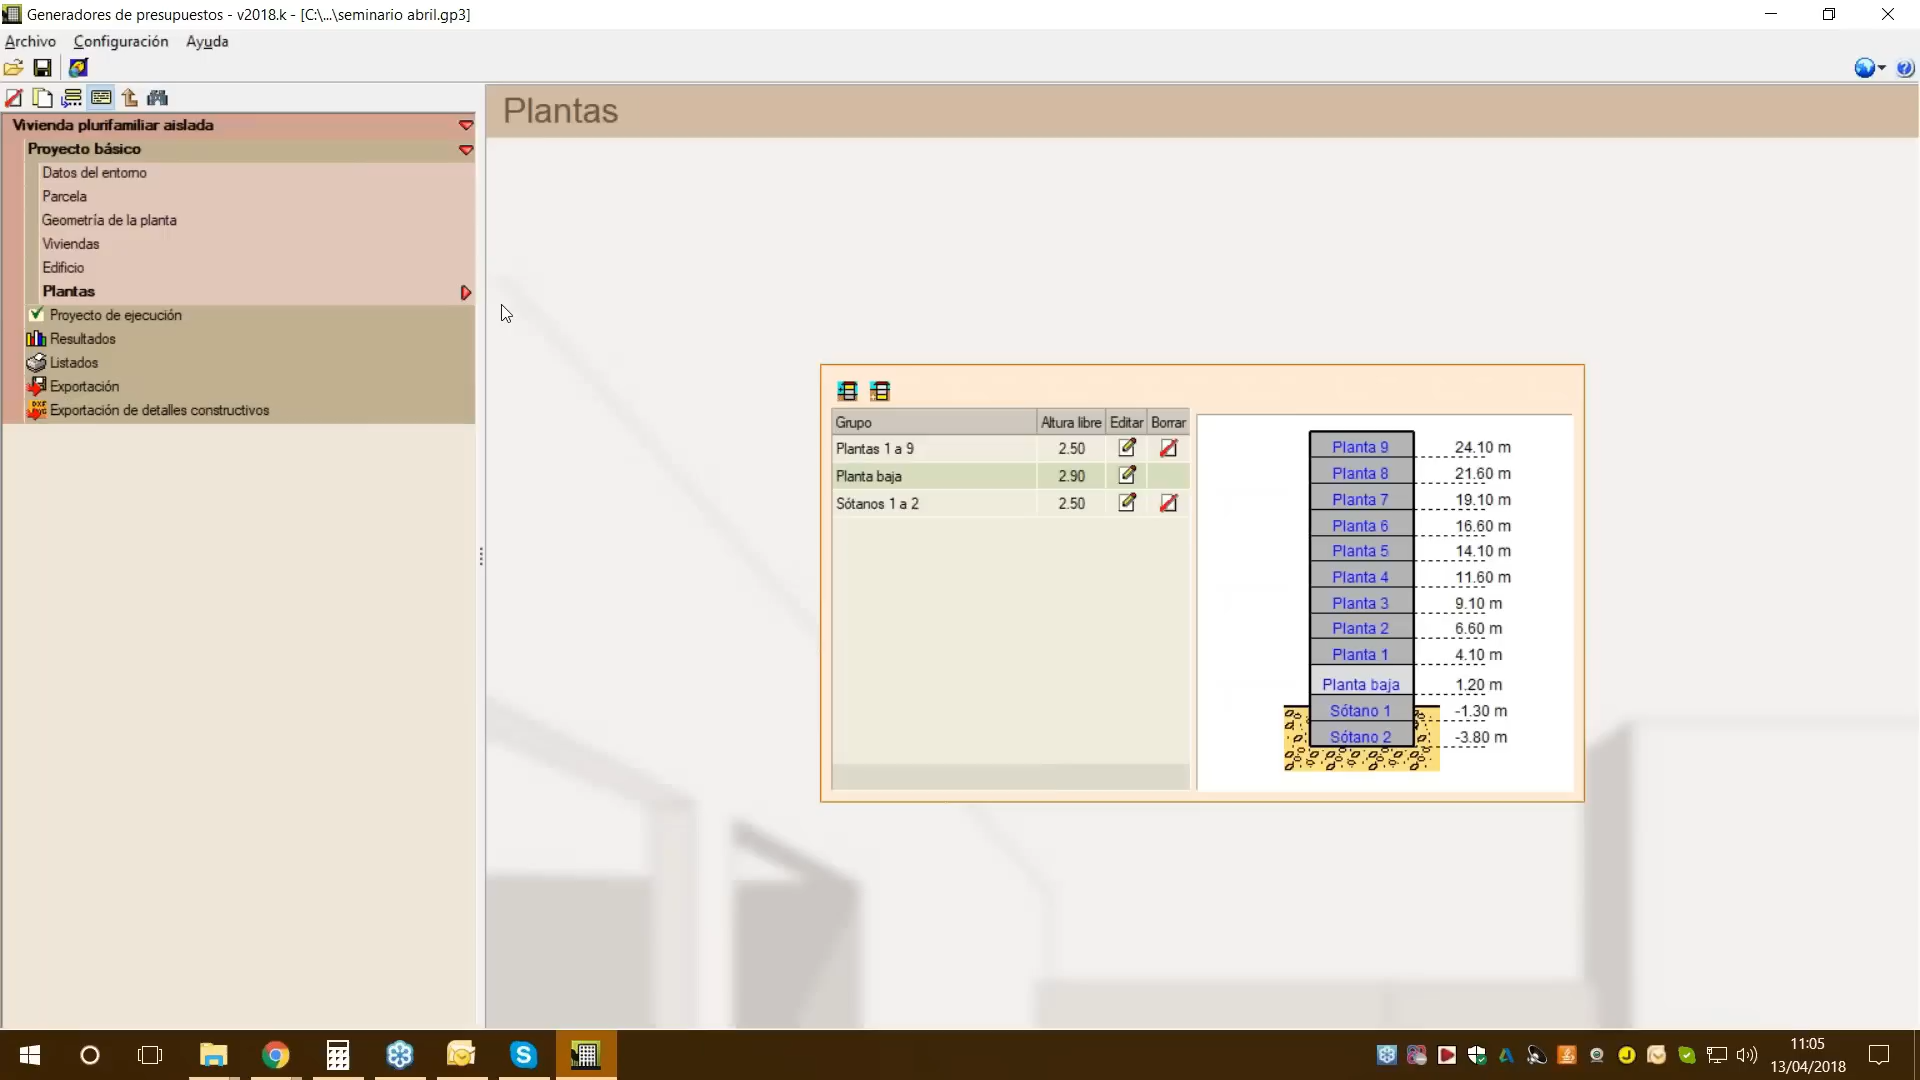 Generadores de presupuestos - v2018.k - [C:\...\seminario abril.gp3]
Archivo Configuración Ayuda
Plantas
Vivienda plurifamiliar aislada
Proyecto básico
Datos del entorno
Parcela
Geometría de la planta
Viviendas
Edificio
Plantas
Proyecto de ejecución
Resultados
Listados
Exportación
Exportación de detalles constructivos
Grupo Altura libre Editar Borrar
Plantas 1 a 9 2.50
Planta baja 2.90
Sótanos 1 a 2 2.50
Planta 9 24.10 m
Planta 8 21.60 m
Planta 7 19.10 m
Planta 6 16.60 m
Planta 5 14.10 m
Planta 4 11.60 m
Planta 3 9.10 m
Planta 2 6.60 m
Planta 1 4.10 m
Planta baja 1.20 m
Sótano 1 -1.30 m
Sótano 2 -3.80 m
11:05
13/04/2018